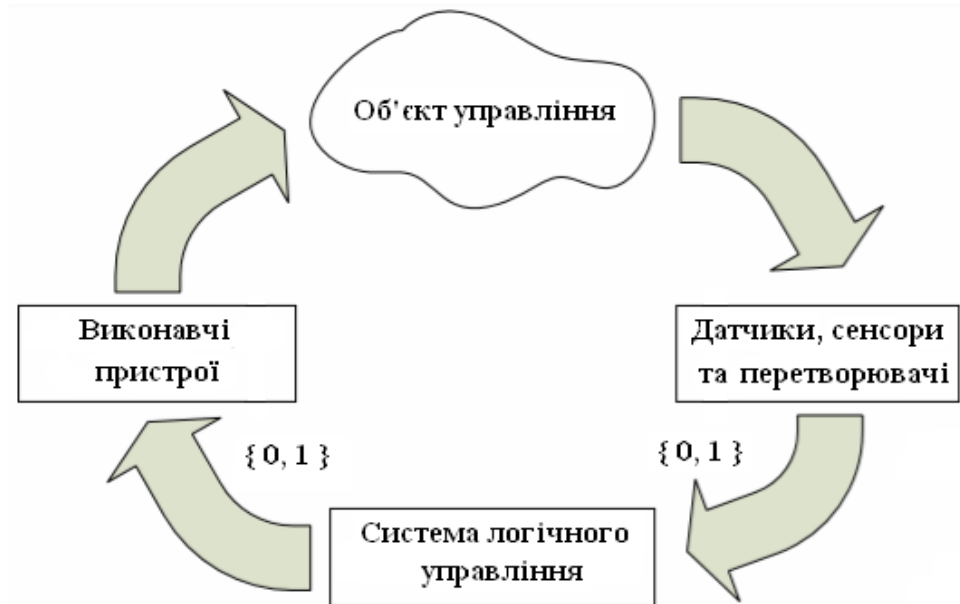 Об'єкт управління
Виконавчі
пристрої
Датчики, сенсори
та перетворювачі
{ 0, 1 }
{ 0, 1 }
Система логічного
управління